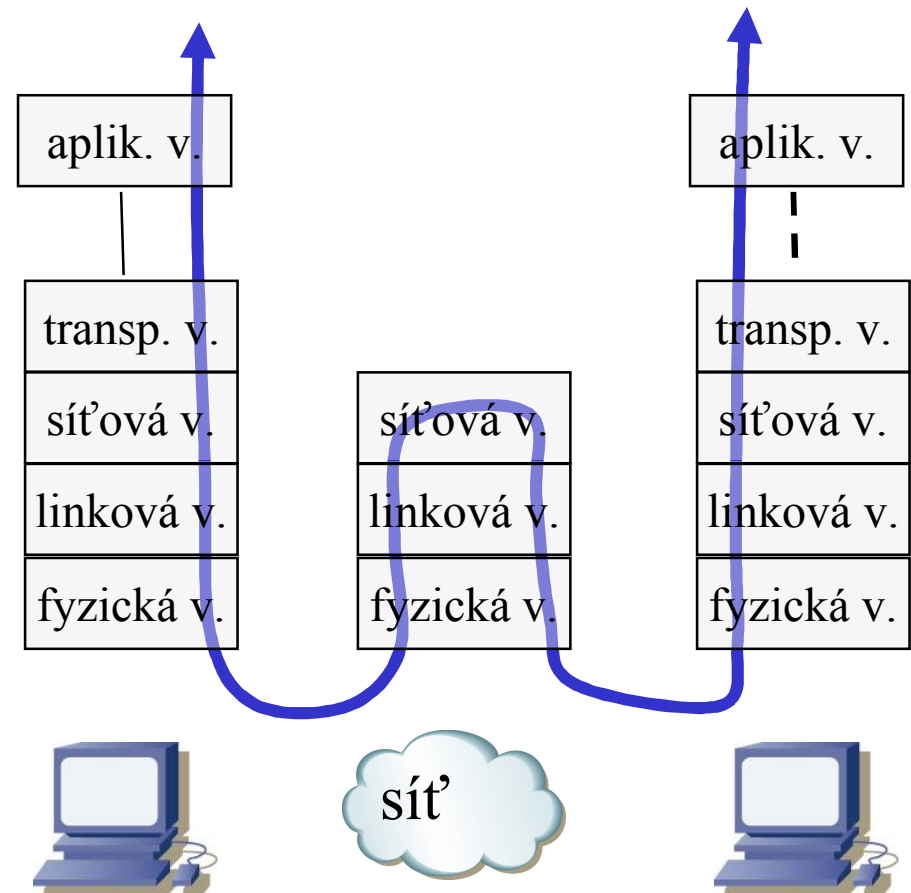 aplik. v.
transp. v.
síťová v.
linková v.
fyzická v.
síťová v.
linková v.
fyzická v.
aplik. v.
transp. v.
síťová v.
linková v.
fyzická v.
síť